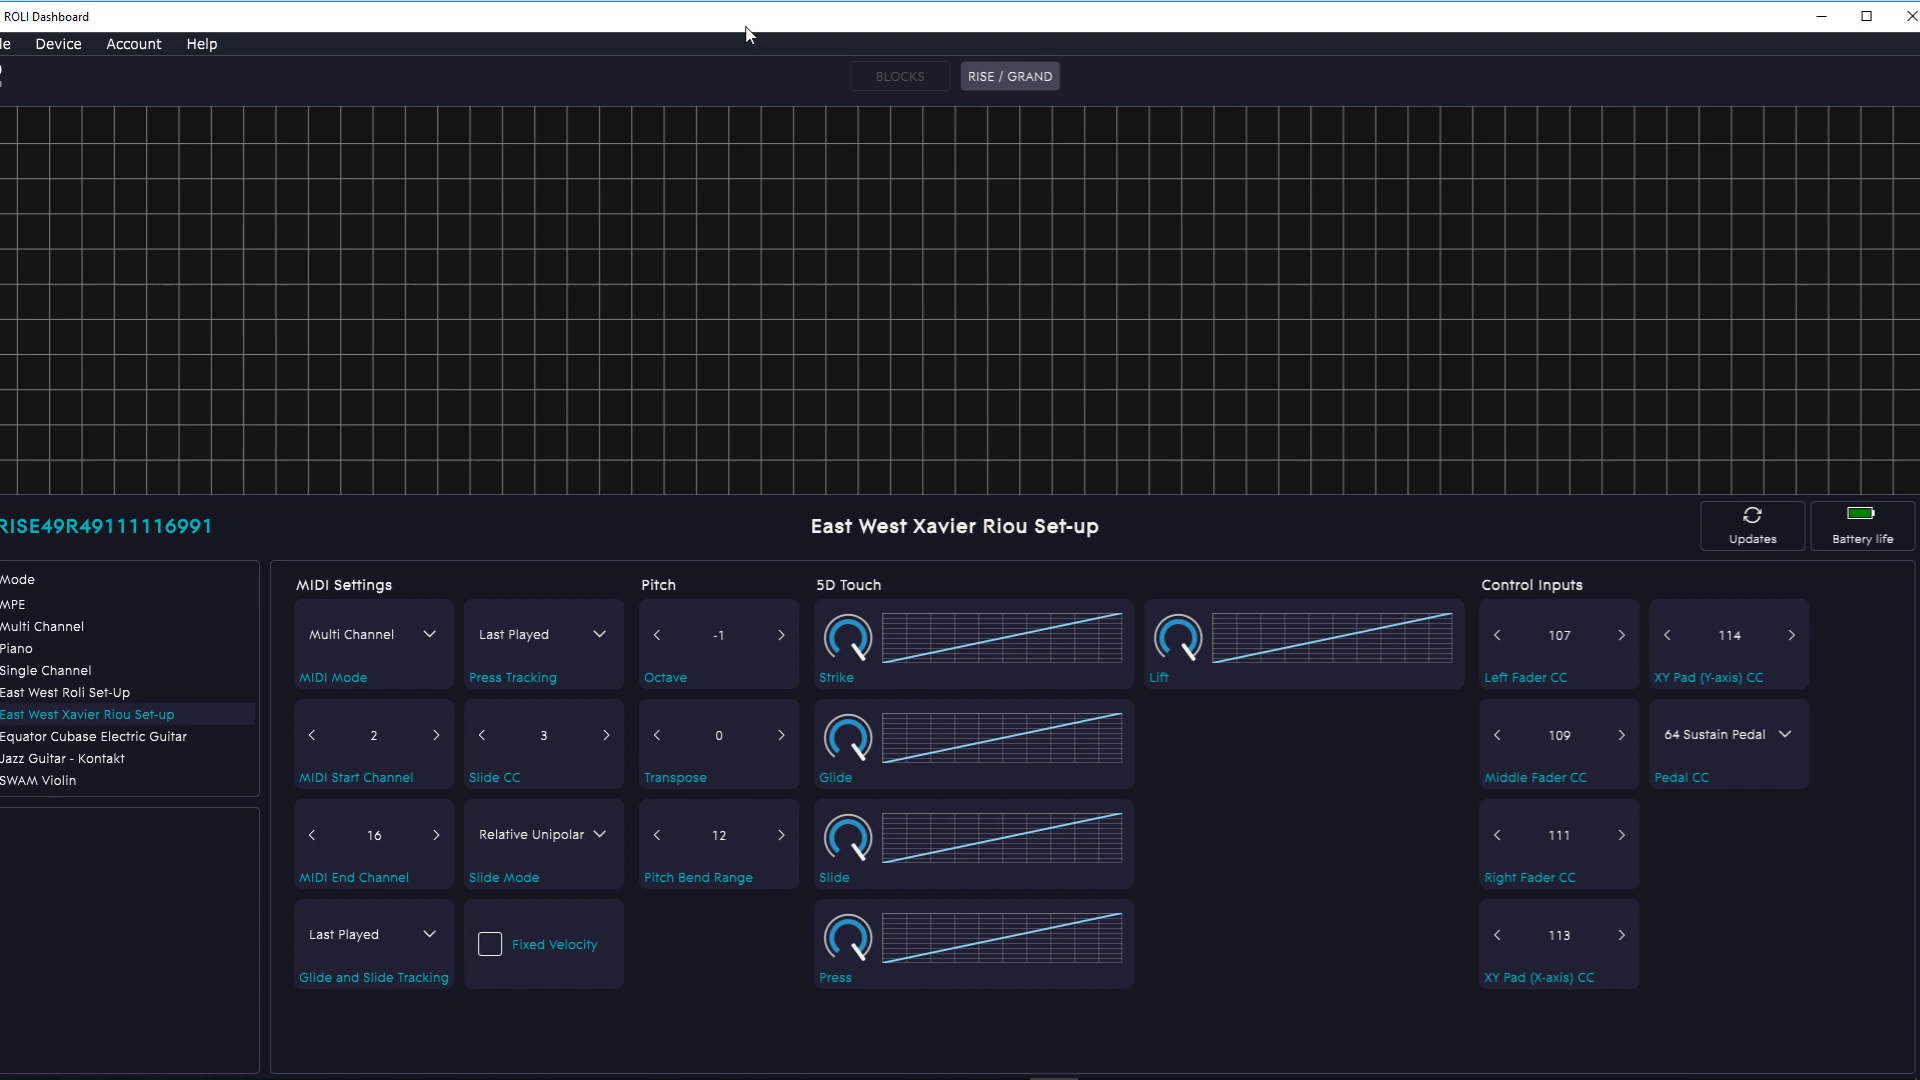 ROLI Dashboard
le Device Account Help
BLOCKS RISE / GRAND
RISE49R49111116991
East West Xavier Riou Set-up
Updates
Battery life
Mode
MPE
Multi Channel
Piano
Single Channel
East West Roli Set-Up
East West Xavier Riou Set-up
Equator Cubase Electric Guitar
Jazz Guitar - Kontakt
SWAM Violin
MIDI Settings
Multi Channel
MIDI Mode
Last Played
Press Tracking
2
MIDI Start Channel
3
Slide CC
16
MIDI End Channel
Relative Unipolar
Slide Mode
Last Played
Glide and Slide Tracking
Fixed Velocity
Pitch
-1
Octave
0
Transpose
12
Pitch Bend Range
5D Touch
Strike
Lift
Glide
Slide
Press
Control Inputs
107
Left Fader CC
114
XY Pad (Y-axis) CC
109
Middle Fader CC
64 Sustain Pedal
Pedal CC
111
Right Fader CC
113
XY Pad (X-axis) CC